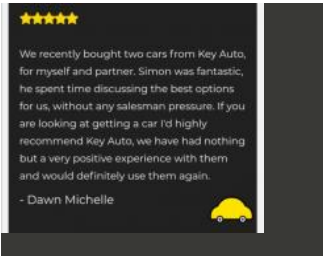 We recently bought two cars from Key Auto,
for myself and partner. Simon was fantastic,
he spent time discussing the best options
for us, without any salesman pressure. If you
are looking at getting a car I'd highly
recommend Key Auto, we have had nothing
but a very positive experience with them
and would definitely use them again.
- Dawn Michelle